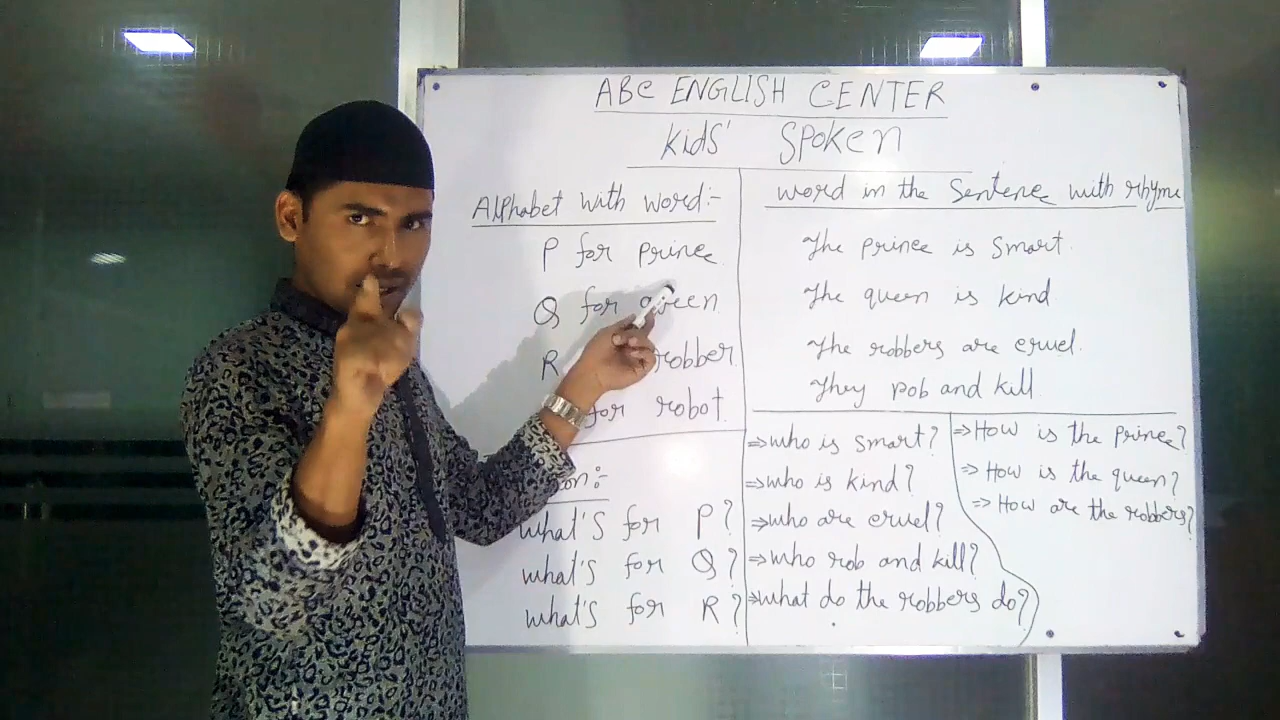 ABC ENGLISH CENTER
Kids' SPOKEN
Alphabet with word:-
P for prince
Q for queen
R robber
for robot.
what's for P?
what's for Q?
what's for R?
word in the Sentence with rhyme
The prince is smart.
The queen is kind
The robbers are cruel.
They rob and kill
⇒who is smart?
⇒who is kind?
⇒who are cruel?
⇒who rob and kill?
⇒what do the robbers do?
⇒How is the prince?
⇒How is the queen?
⇒How are the robbers?